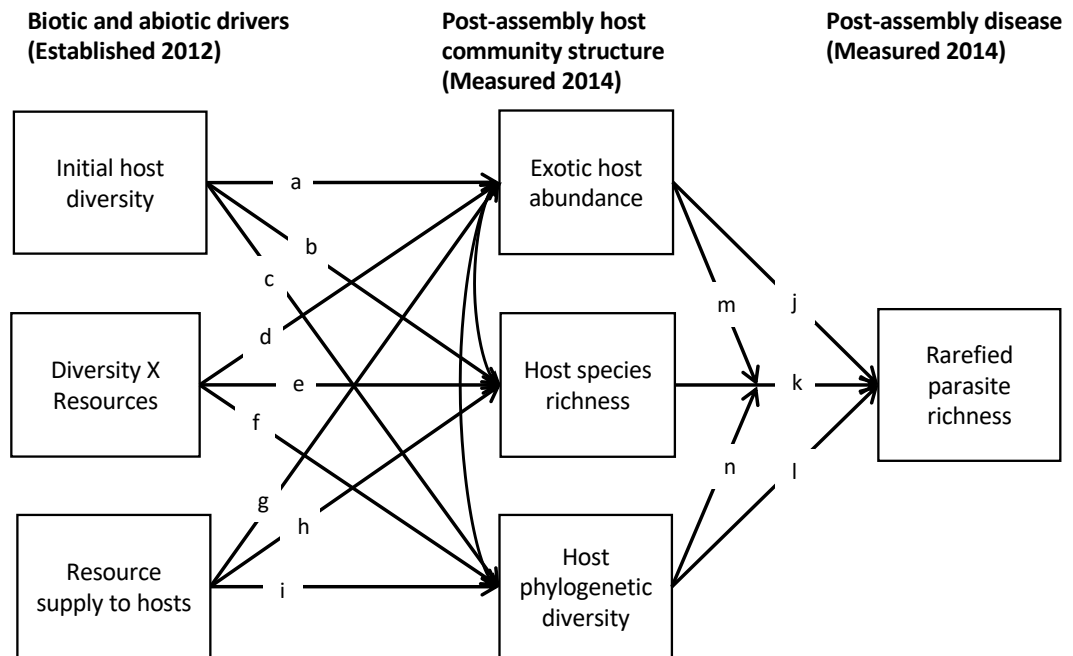 Biotic and abiotic drivers
(Established 2012)
Post-assembly host
community structure
(Measured 2014)
Post-assembly disease
(Measured 2014)
Initial host
diversity
Exotic host
abundance
a
b
c
m
j
d
Diversity X
Resources
e
Host species
richness
k
Rarefied
parasite
richness
f
n
l
g
h
Resource
supply to hosts
i
Host
phylogenetic
diversity